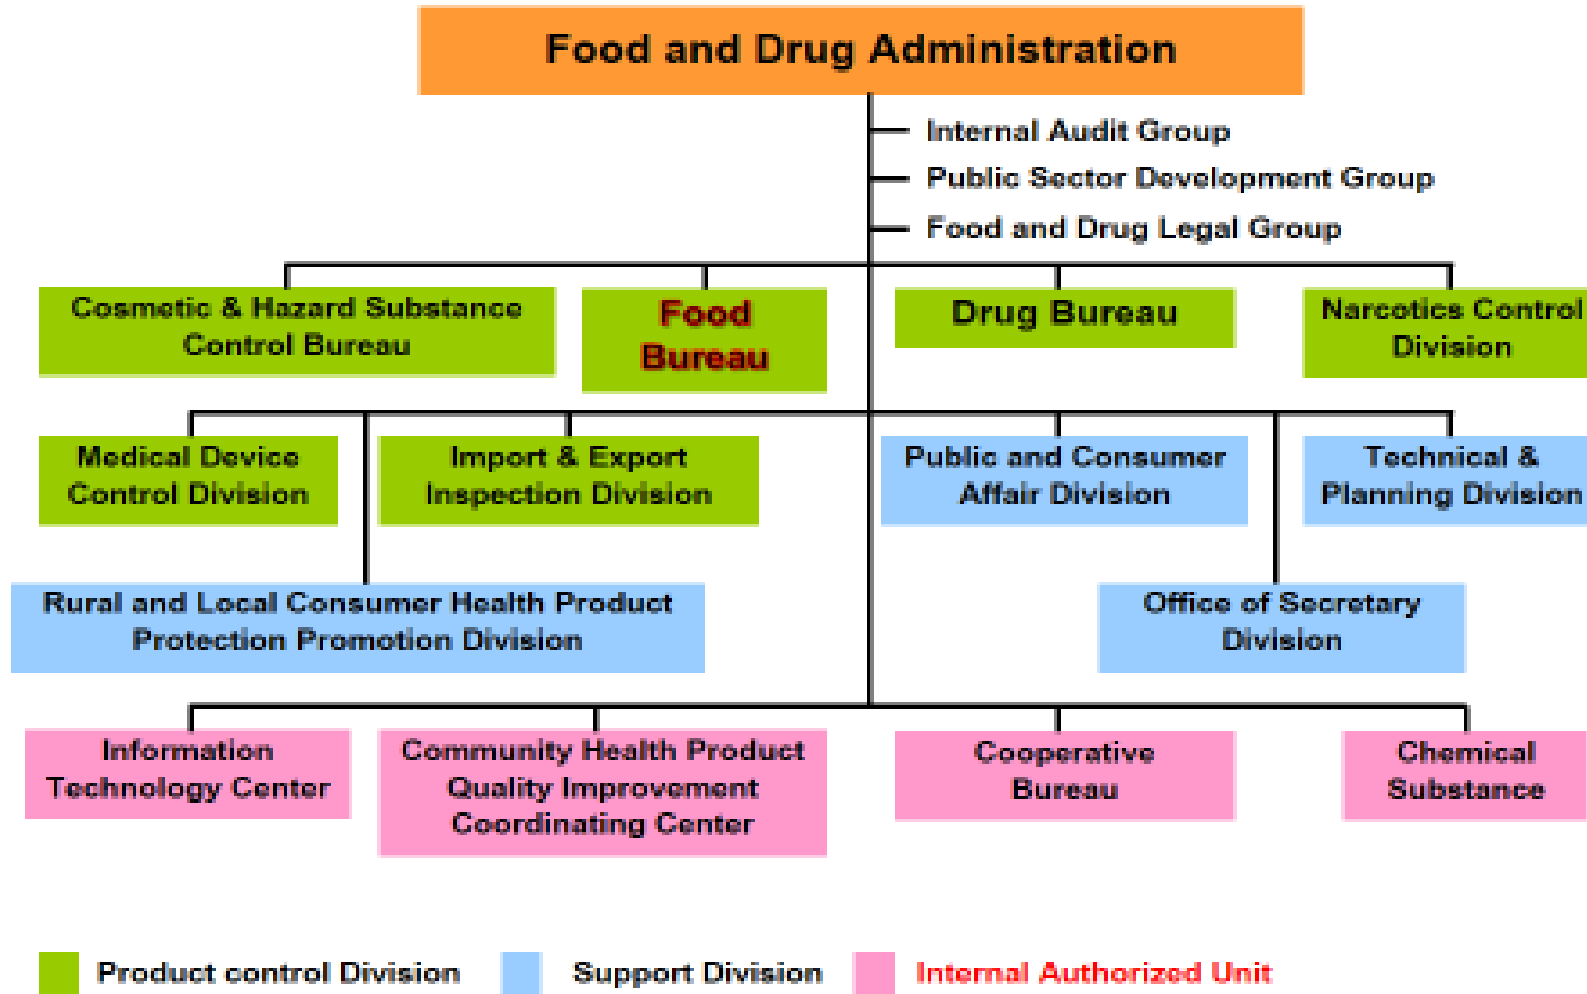 Food and Drug Administration
Internal Audit Group
Public Sector Development Group
Food and Drug Legal Group
Cosmetic & Hazard Substance
Control Bureau
Food
Bureau
Drug Bureau
Narcotics Control
Division
Medical Device
Control Division
Import & Export
Inspection Division
Public and Consumer
Affair Division
Technical &
Planning Division
Rural and Local Consumer Health Product
Protection Promotion Division
Office of Secretary
Division
Information
Technology Center
Community Health Product
Quality Improvement
Coordinating Center
Cooperative
Bureau
Chemical
Substance
Product control Division
Support Division
Internal Authorized Unit